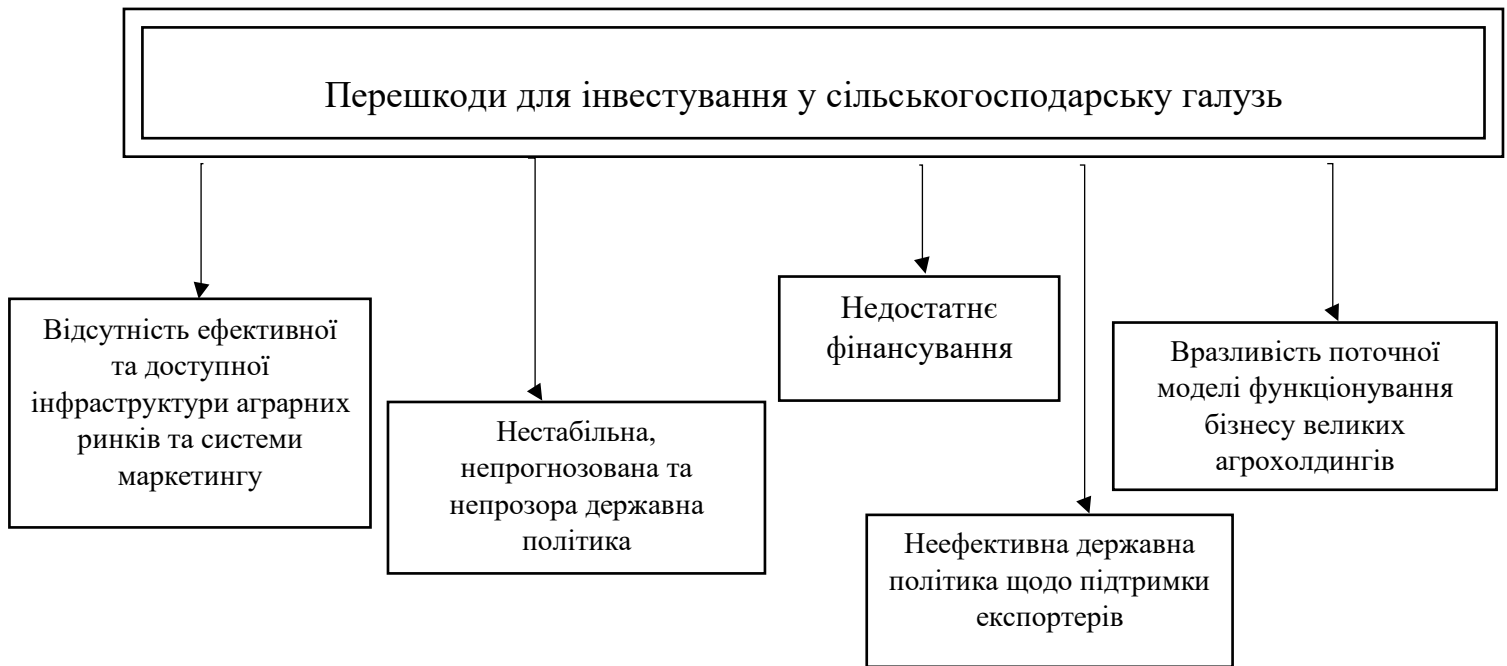 Перешкоди для інвестування у сільськогосподарську галузь
Відсутність ефективної
та доступної
інфраструктури аграрних
ринків та системи
маркетингу
Нестабільна,
непрогнозована та
непрозора державна
політика
Недостатнє
фінансування
Неефективна державна
політика щодо підтримки
експортерів
Вразливість поточної
моделі функціонування
бізнесу великих
агрохолдингів